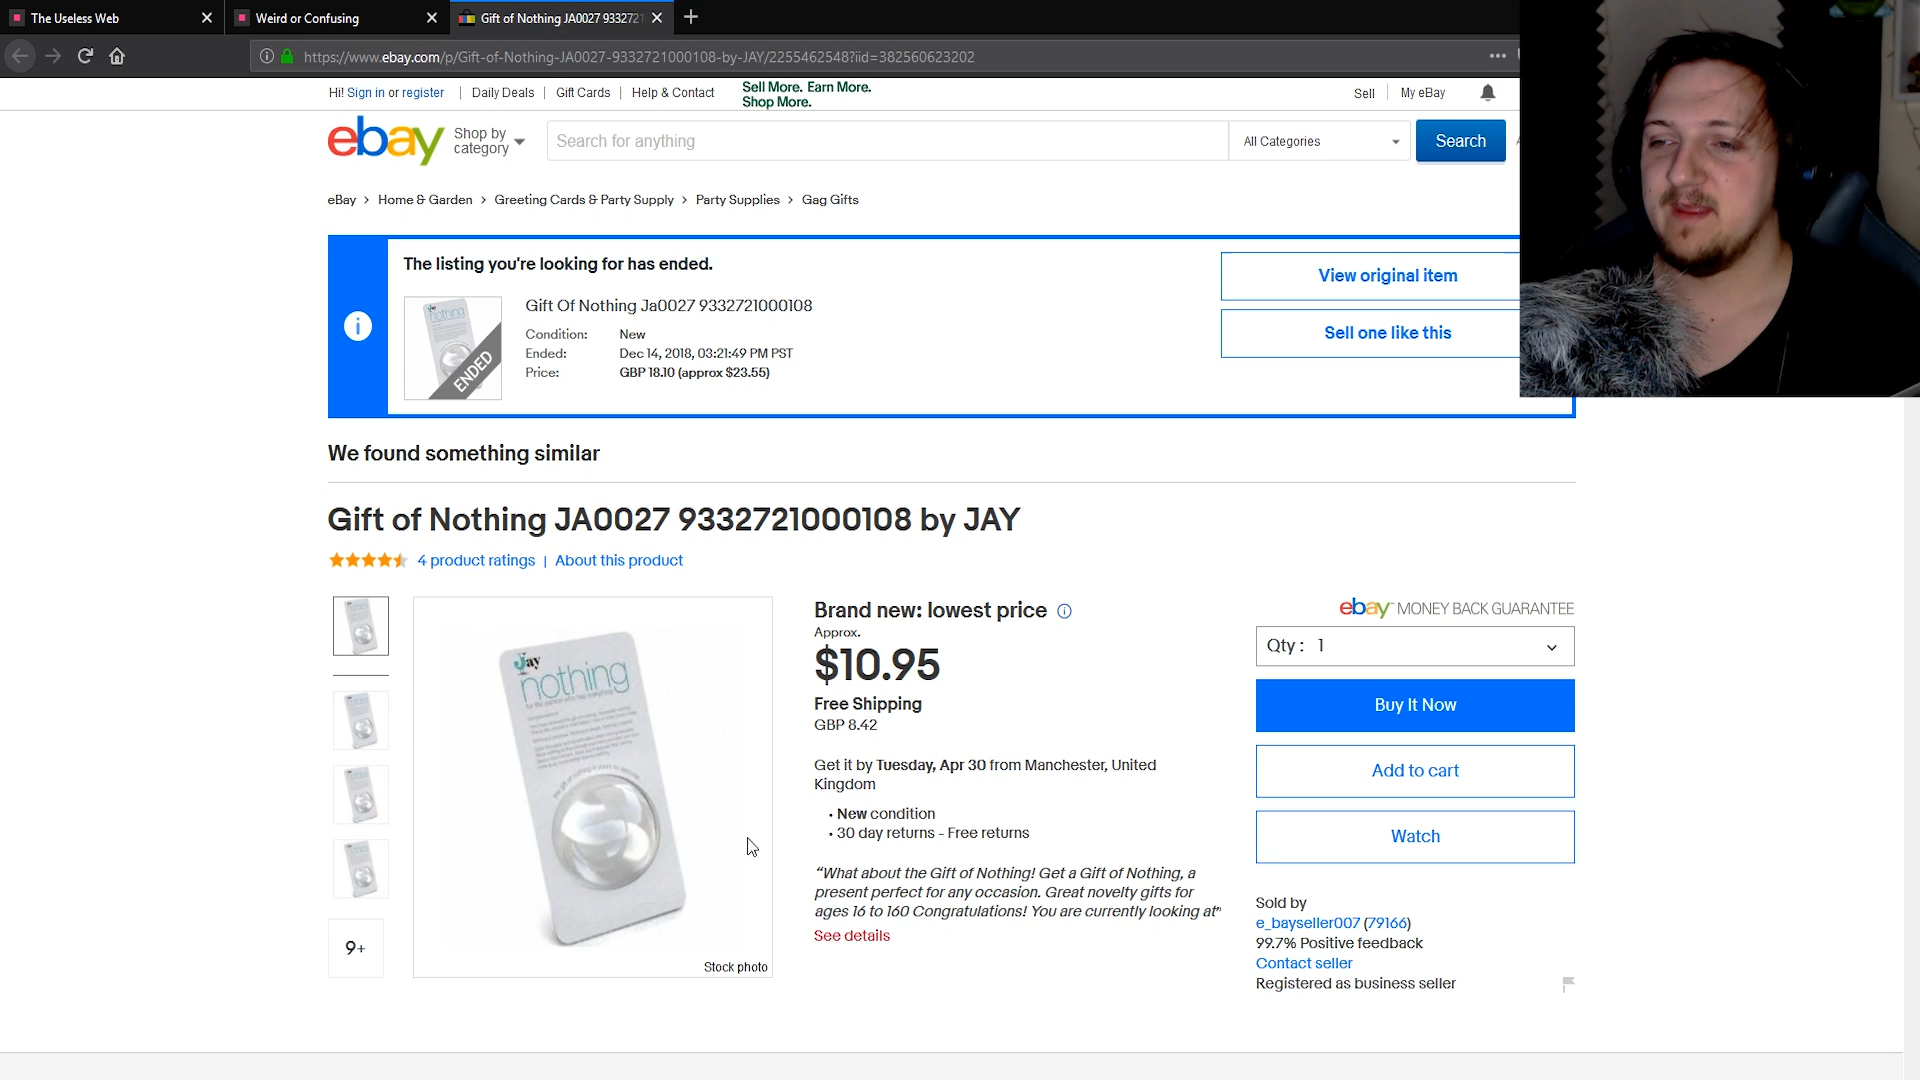 The Useless Web
Weird or Confusing
Gift of Nothing JA0027 933272
https://www.ebay.com/p/Gift-of-Nothing-JA0027-9332721000108-by-JAY/2255462548?iid=382560623202
Hi! Sign in or register | Daily Deals | Gift Cards | Help & Contact
Sell More. Earn More.
Shop More.
Sell
My eBay
ebay
Shop by
category
Search for anything
All Categories
Search
eBay > Home & Garden > Greeting Cards & Party Supply > Party Supplies > Gag Gifts
The listing you're looking for has ended.
ENDED
Gift Of Nothing Ja0027 9332721000108
Condition: New
Ended: Dec 14, 2018, 03:21:49 PM PST
Price: GBP 18.10 (approx $23.55)
View original item
Sell one like this
We found something similar
Gift of Nothing JA0027 9332721000108 by JAY
4 product ratings | About this product
9+
Jay
nothing
Stock photo
Brand new: lowest price
Approx.
$10.95
Free Shipping
GBP 8.42
Get it by Tuesday, Apr 30 from Manchester, United
Kingdom
• New condition
• 30 day returns - Free returns
“What about the Gift of Nothing! Get a Gift of Nothing, a
present perfect for any occasion. Great novelty gifts for
ages 16 to 160 Congratulations! You are currently looking at”
See details
ebay MONEY BACK GUARANTEE
Qty : 1
Buy It Now
Add to cart
Watch
Sold by
e_bayseller007 (79166)
99.7% Positive feedback
Contact seller
Registered as business seller